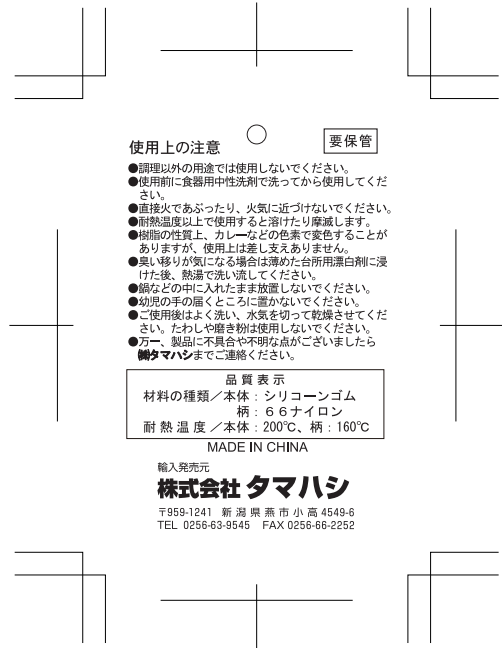 使用上の注意
要保管
●調理以外の用途では使用しないでください。
●使用前に食器用中性洗剤で洗ってから使用してくだ
さい。
●直接火であぶったり、火気に近づけないでください。
●耐熱温度以上で使用すると溶けたり摩滅します。
●樹脂の性質上、カレーなどの色素で変色することが
ありますが、使用上は差し支えありません。
●臭い移りが気になる場合は薄めた台所用漂白剤に浸
けた後、熱湯で洗い流してください。
●鍋などの中に入れたまま放置しないでください。
●幼児の手の届くところに置かないでください。
●ご使用後はよく洗い、水気を切って乾燥させてくだ
さい。たわしや磨き粉は使用しないでください。
●万一、製品に不具合や不明な点がございましたら
㈱タマハシまでご連絡ください。
品質表示
材料の種類／本体：シリコーンゴム
柄：６６ナイロン
耐熱温度／本体：200℃、柄：160℃
MADE IN CHINA
輸入発売元
株式会社 タマハシ
〒959-1241 新潟県燕市小高4549-6
TEL 0256-63-9545 FAX 0256-66-2252